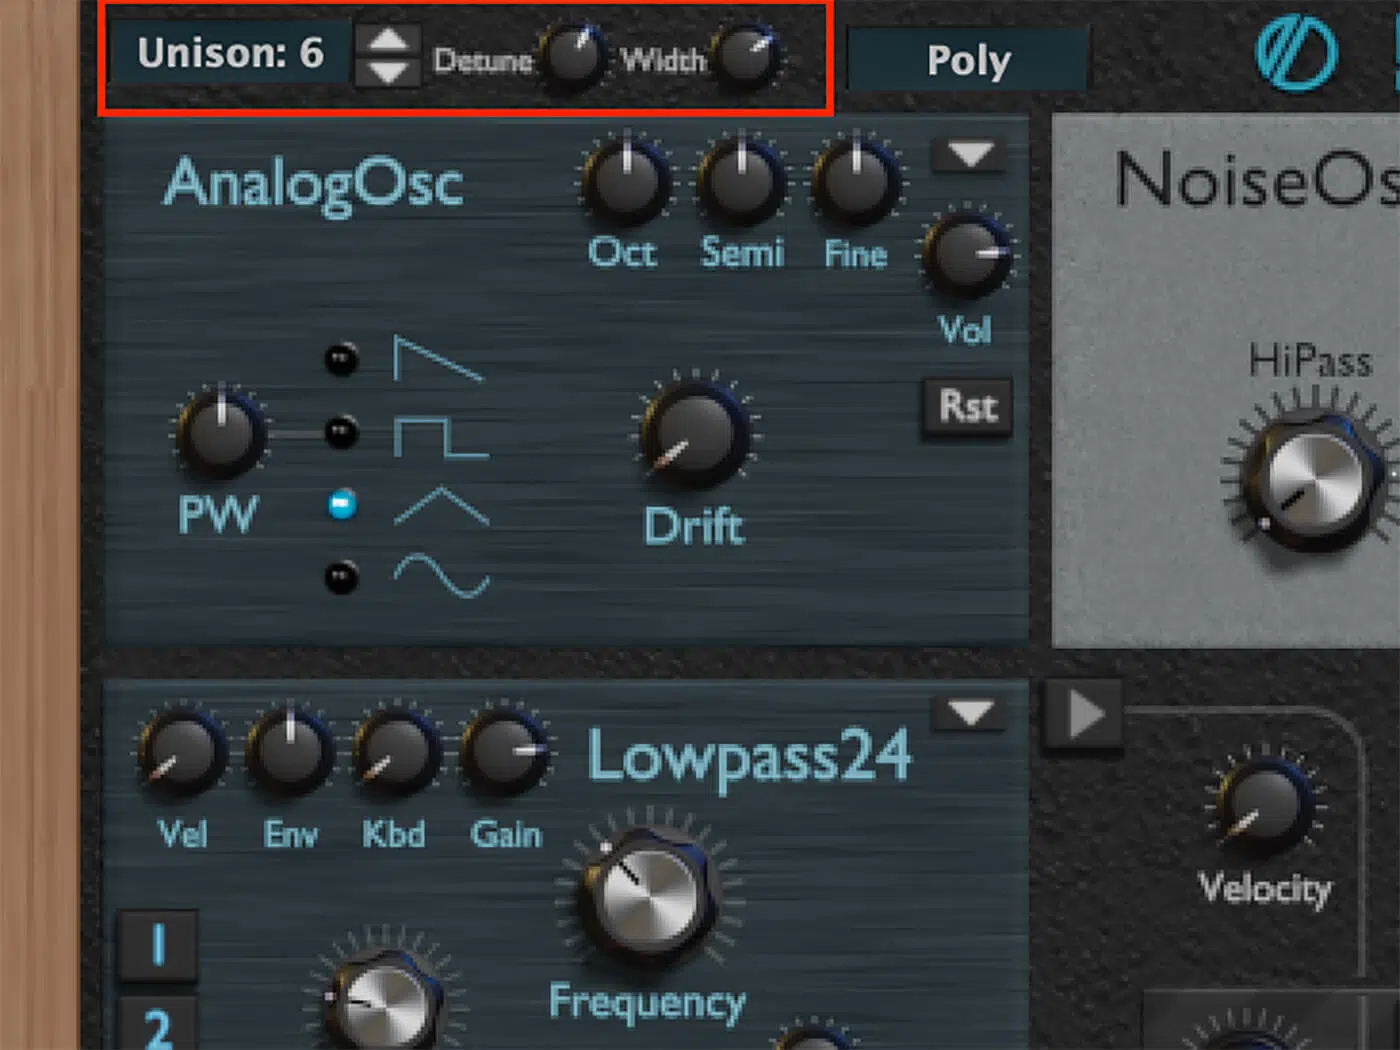 Unison: 6 Detune Width Poly
AnalogOsc
Oct Semi Fine
Vol
Rst
PW
Drift
NoiseOs
HiPass
Vel Env Kbd Gain
Lowpass24
Frequency
Velocity
1
2